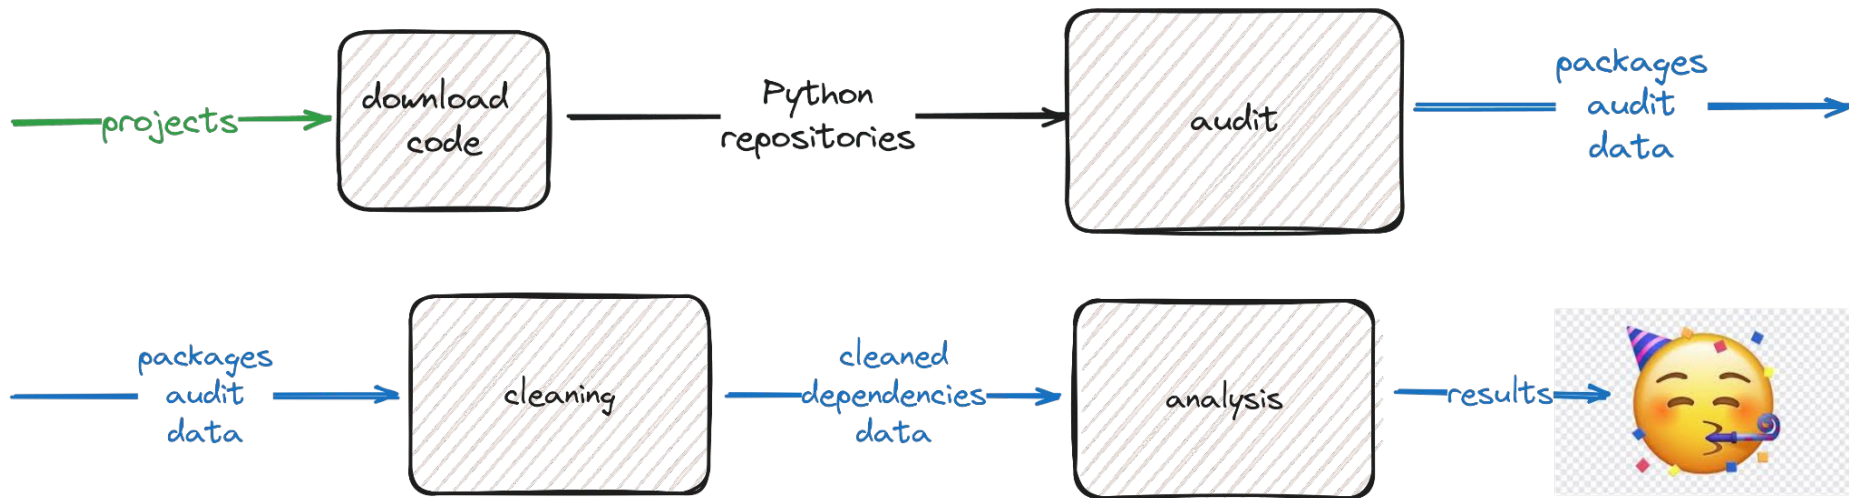 projects
download
code
Python
repositories
audit
packages
audit
data
packages
audit
data
cleaning
cleaned
dependencies
data
analysis
results